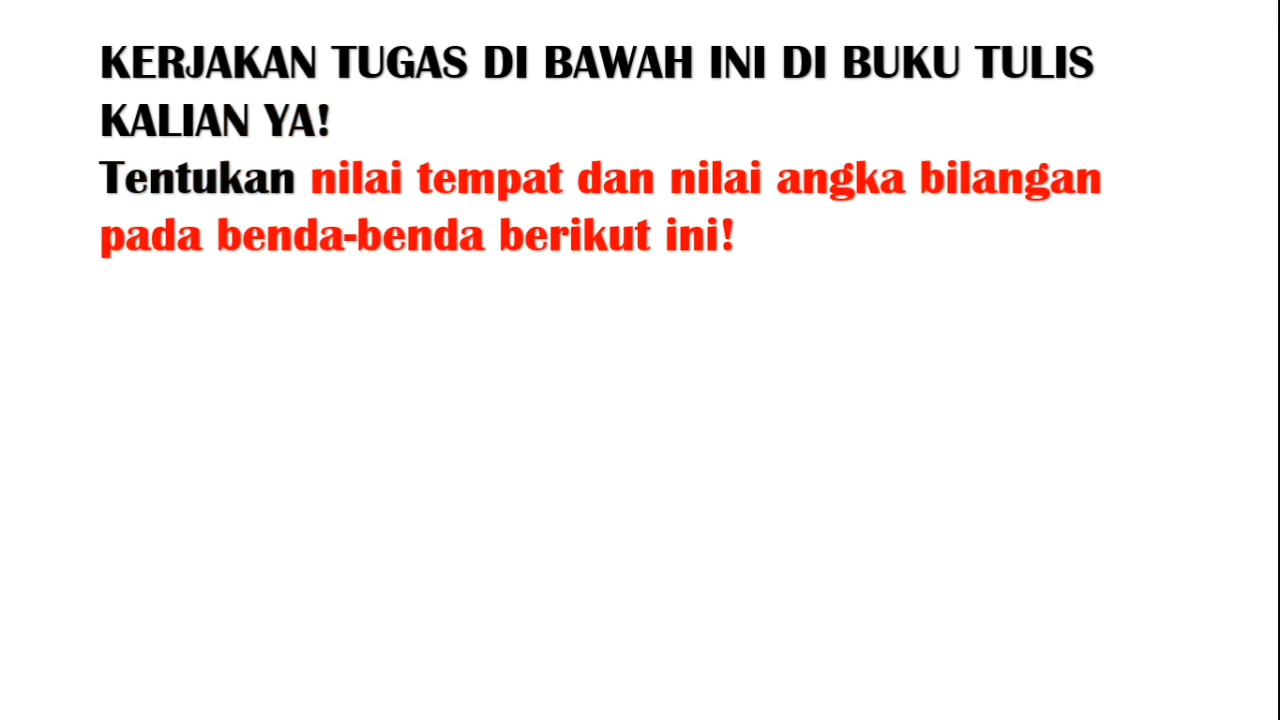 KERJAKAN TUGAS DI BAWAH INI DI BUKU TULIS
KALIAN YA!
Tentukan nilai tempat dan nilai angka bilangan
pada benda-benda berikut ini!